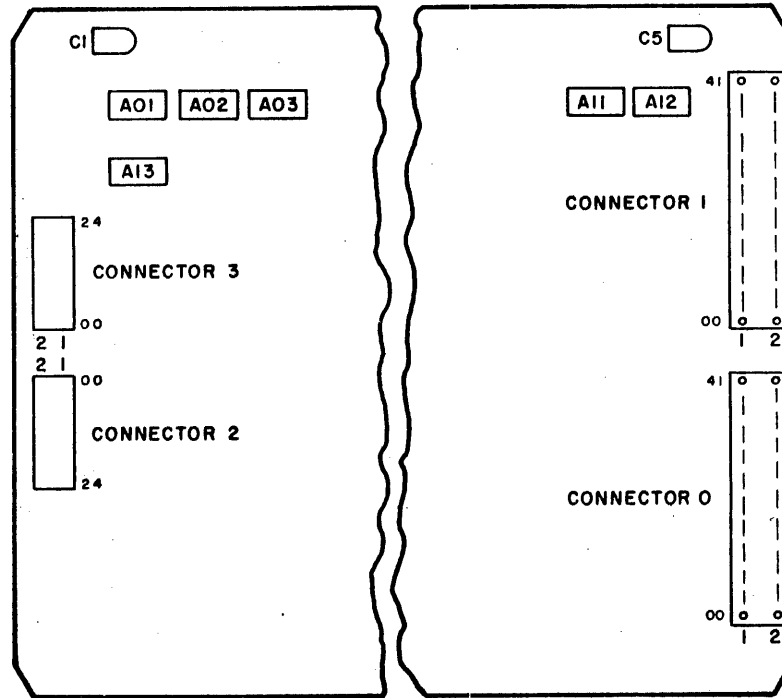 C1
C5
A01 A02 A03
A11 A12
41
A13
CONNECTOR 1
24
CONNECTOR 3
00
00
1 2
2 1
2 1
00
41
CONNECTOR 2
24
CONNECTOR 0
00
1 2